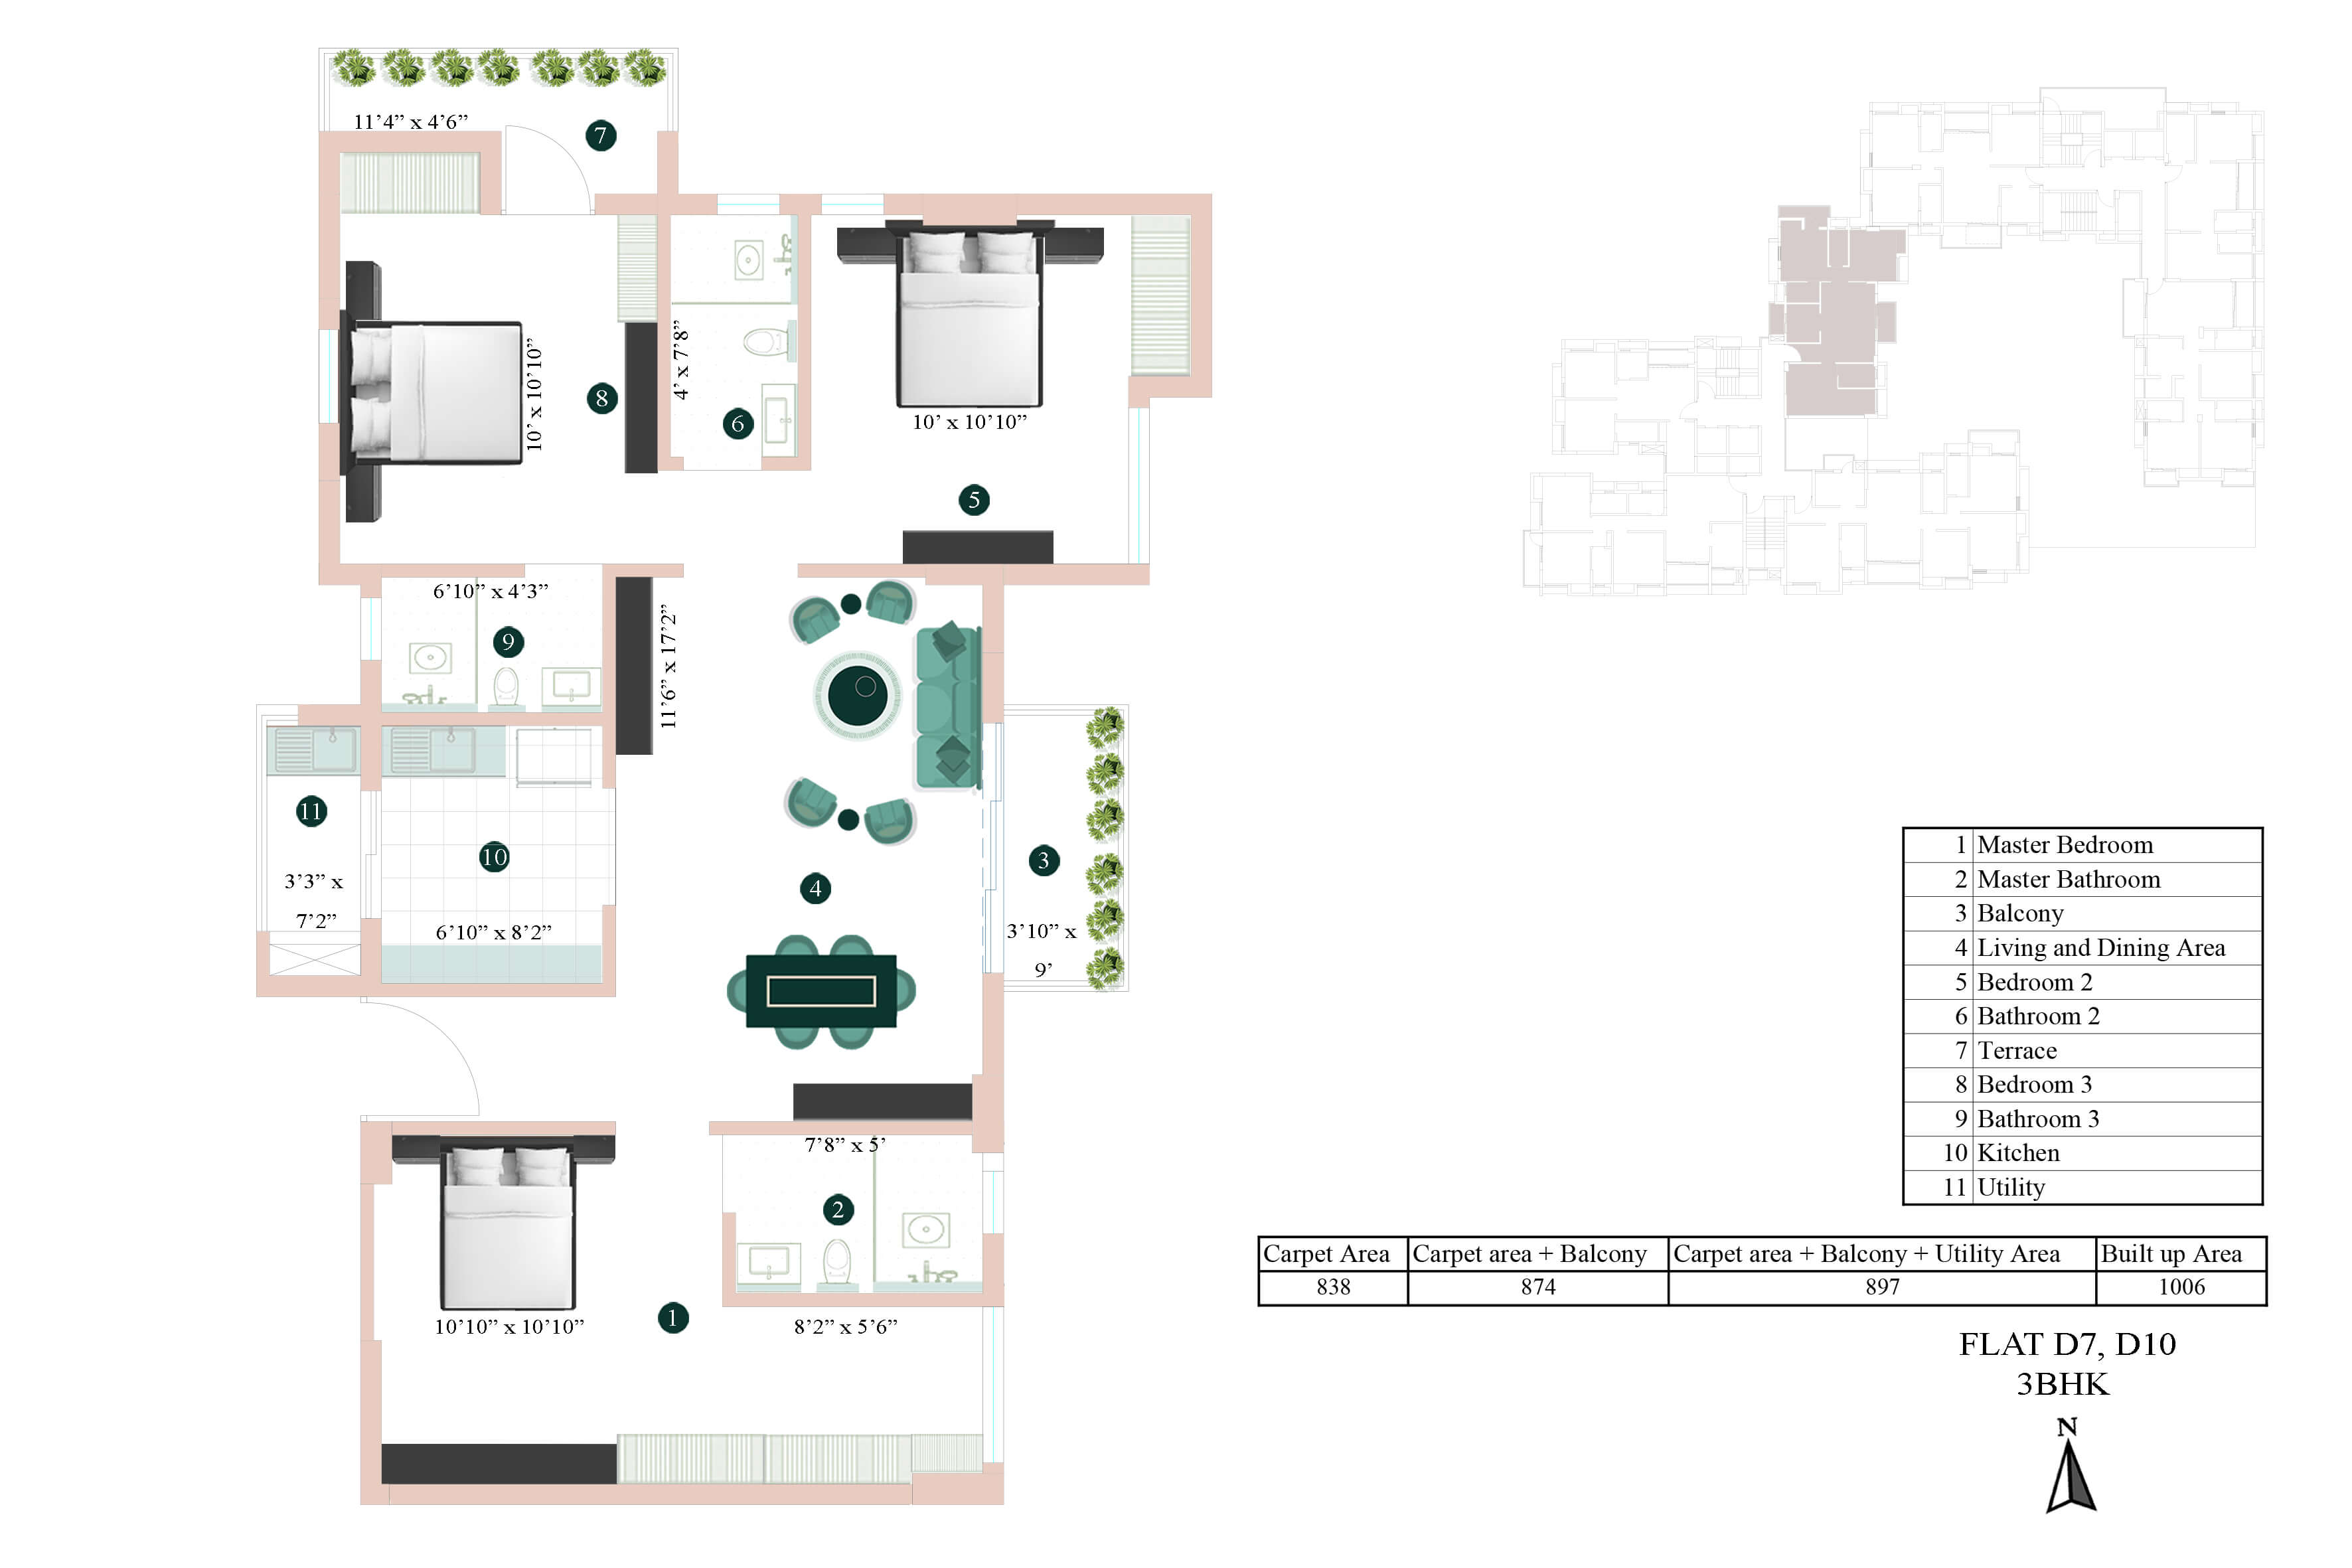 11’4” x 4’6”
7
10’ x 10’10”
8
4’ x 7’8”
6
10’ x 10’10”
5
6’10” x 4’3”
9
11’6” x 17’2”
11
3’3” x
7’2”
10
6’10” x 8’2”
4
3
3’10” x
9’
7’8” x 5’
2
1
10’10” x 10’10”
8’2” x 5’6”
1 Master Bedroom
2 Master Bathroom
3 Balcony
4 Living and Dining Area
5 Bedroom 2
6 Bathroom 2
7 Terrace
8 Bedroom 3
9 Bathroom 3
10 Kitchen
11 Utility
Carpet Area Carpet area + Balcony Carpet area + Balcony + Utility Area Built up Area
838 874 897 1006
FLAT D7, D10
3BHK
N